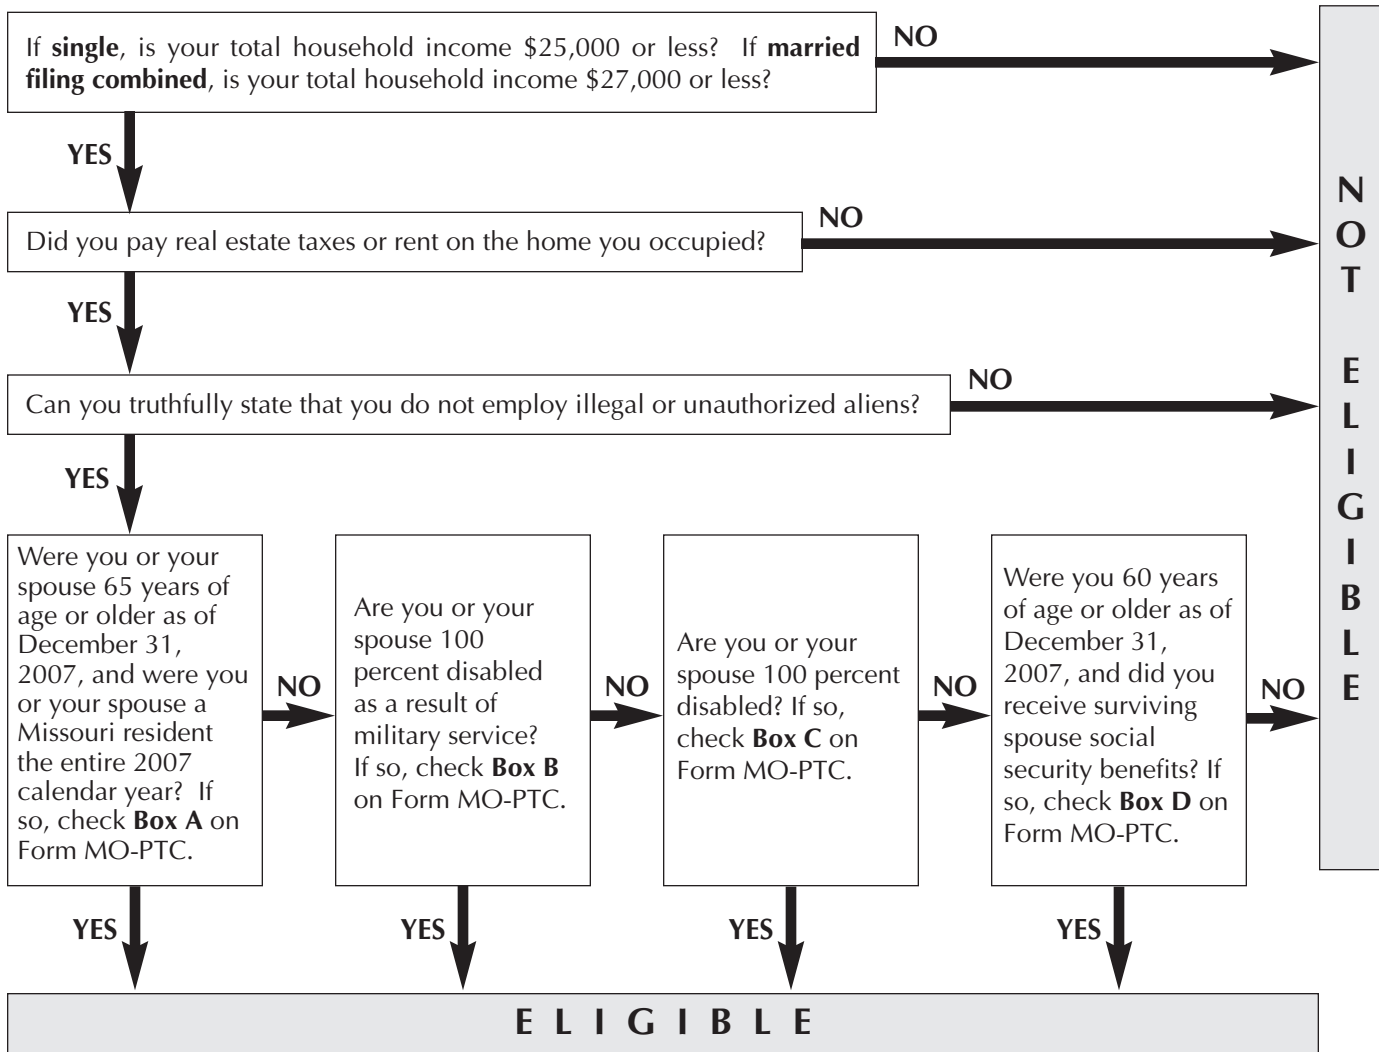 If single, is your total household income $25,000 or less? If married
filing combined, is your total household income $27,000 or less?
NO
YES
Did you pay real estate taxes or rent on the home you occupied?
NO
YES
Can you truthfully state that you do not employ illegal or unauthorized aliens?
NO
YES
Were you or your
spouse 65 years of
age or older as of
December 31,
2007, and were you
or your spouse a
Missouri resident
the entire 2007
calendar year? If
so, check Box A on
Form MO-PTC.
NO
YES
Are you or your
spouse 100
percent disabled
as a result of
military service?
If so, check Box B
on Form MO-PTC.
NO
YES
Are you or your
spouse 100 percent
disabled? If so,
check Box C on
Form MO-PTC.
NO
YES
Were you 60 years
of age or older as of
December 31,
2007, and did you
receive surviving
spouse social
security benefits? If
so, check Box D on
Form MO-PTC.
NO
YES
NOT ELIGIBLE
ELIGIBLE